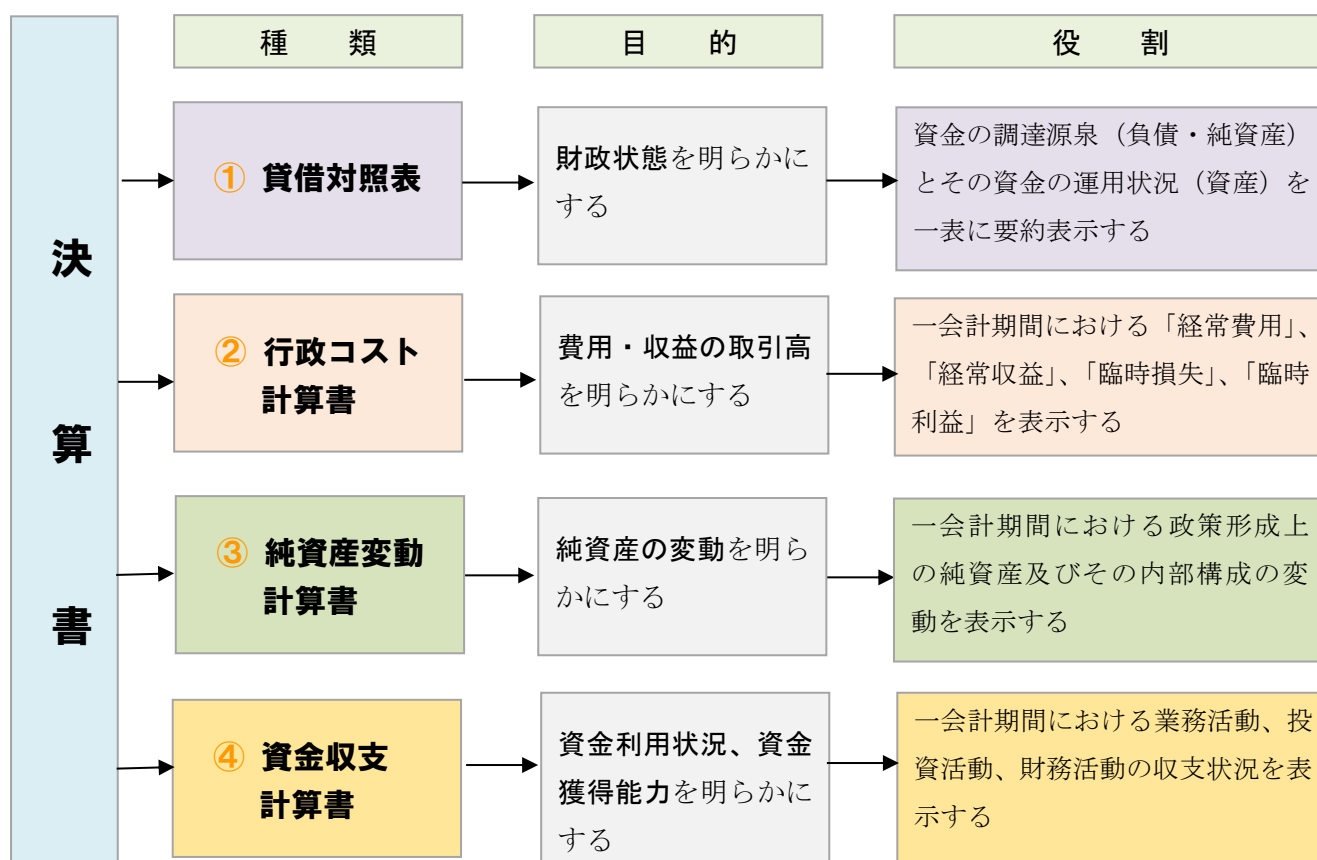 決算書
種類
目的
役割
① 貸借対照表
財政状態を明らかに
する
資金の調達源泉（負債・純資産）
とその資金の運用状況（資産）を
一表に要約表示する
② 行政コスト
計算書
費用・収益の取引高
を明らかにする
一会計期間における「経常費用」、
「経常収益」、「臨時損失」、「臨時
利益」を表示する
③ 純資産変動
計算書
純資産の変動を明ら
かにする
一会計期間における政策形成上
の純資産及びその内部構成の変
動を表示する
④ 資金収支
計算書
資金利用状況、資金
獲得能力を明らかに
する
一会計期間における業務活動、投
資活動、財務活動の収支状況を表
示する